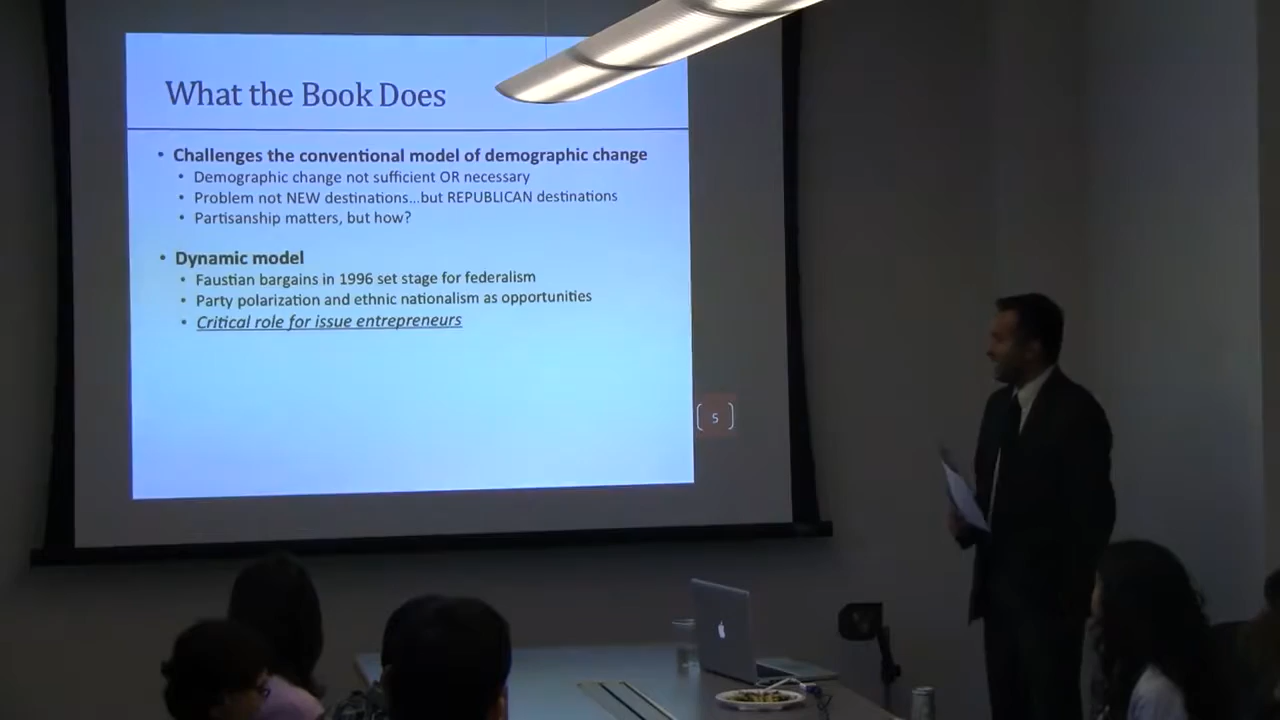 What the Book Does
• Challenges the conventional model of demographic change
• Demographic change not sufficient OR necessary
• Problem not NEW destinations...but REPUBLICAN destinations
• Partisanship matters, but how?
• Dynamic model
• Faustian bargains in 1996 set stage for federalism
• Party polarization and ethnic nationalism as opportunities
• Critical role for issue entrepreneurs
5